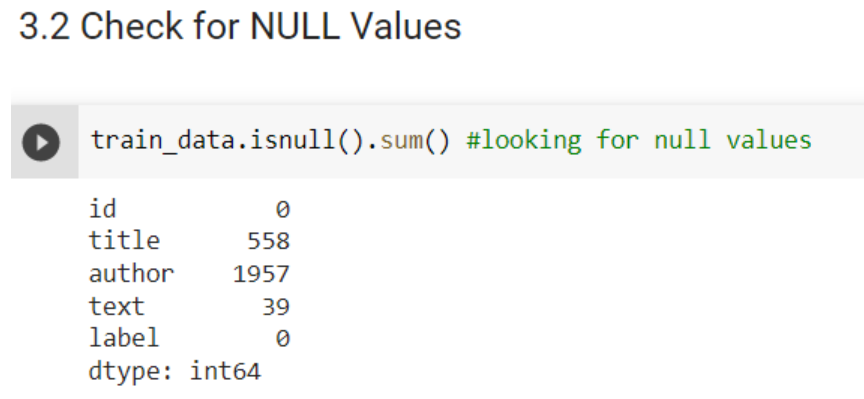 3.2 Check for NULL Values
train_data.isnull().sum() #looking for null values
id 0
title 558
author 1957
text 39
label 0
dtype: int64